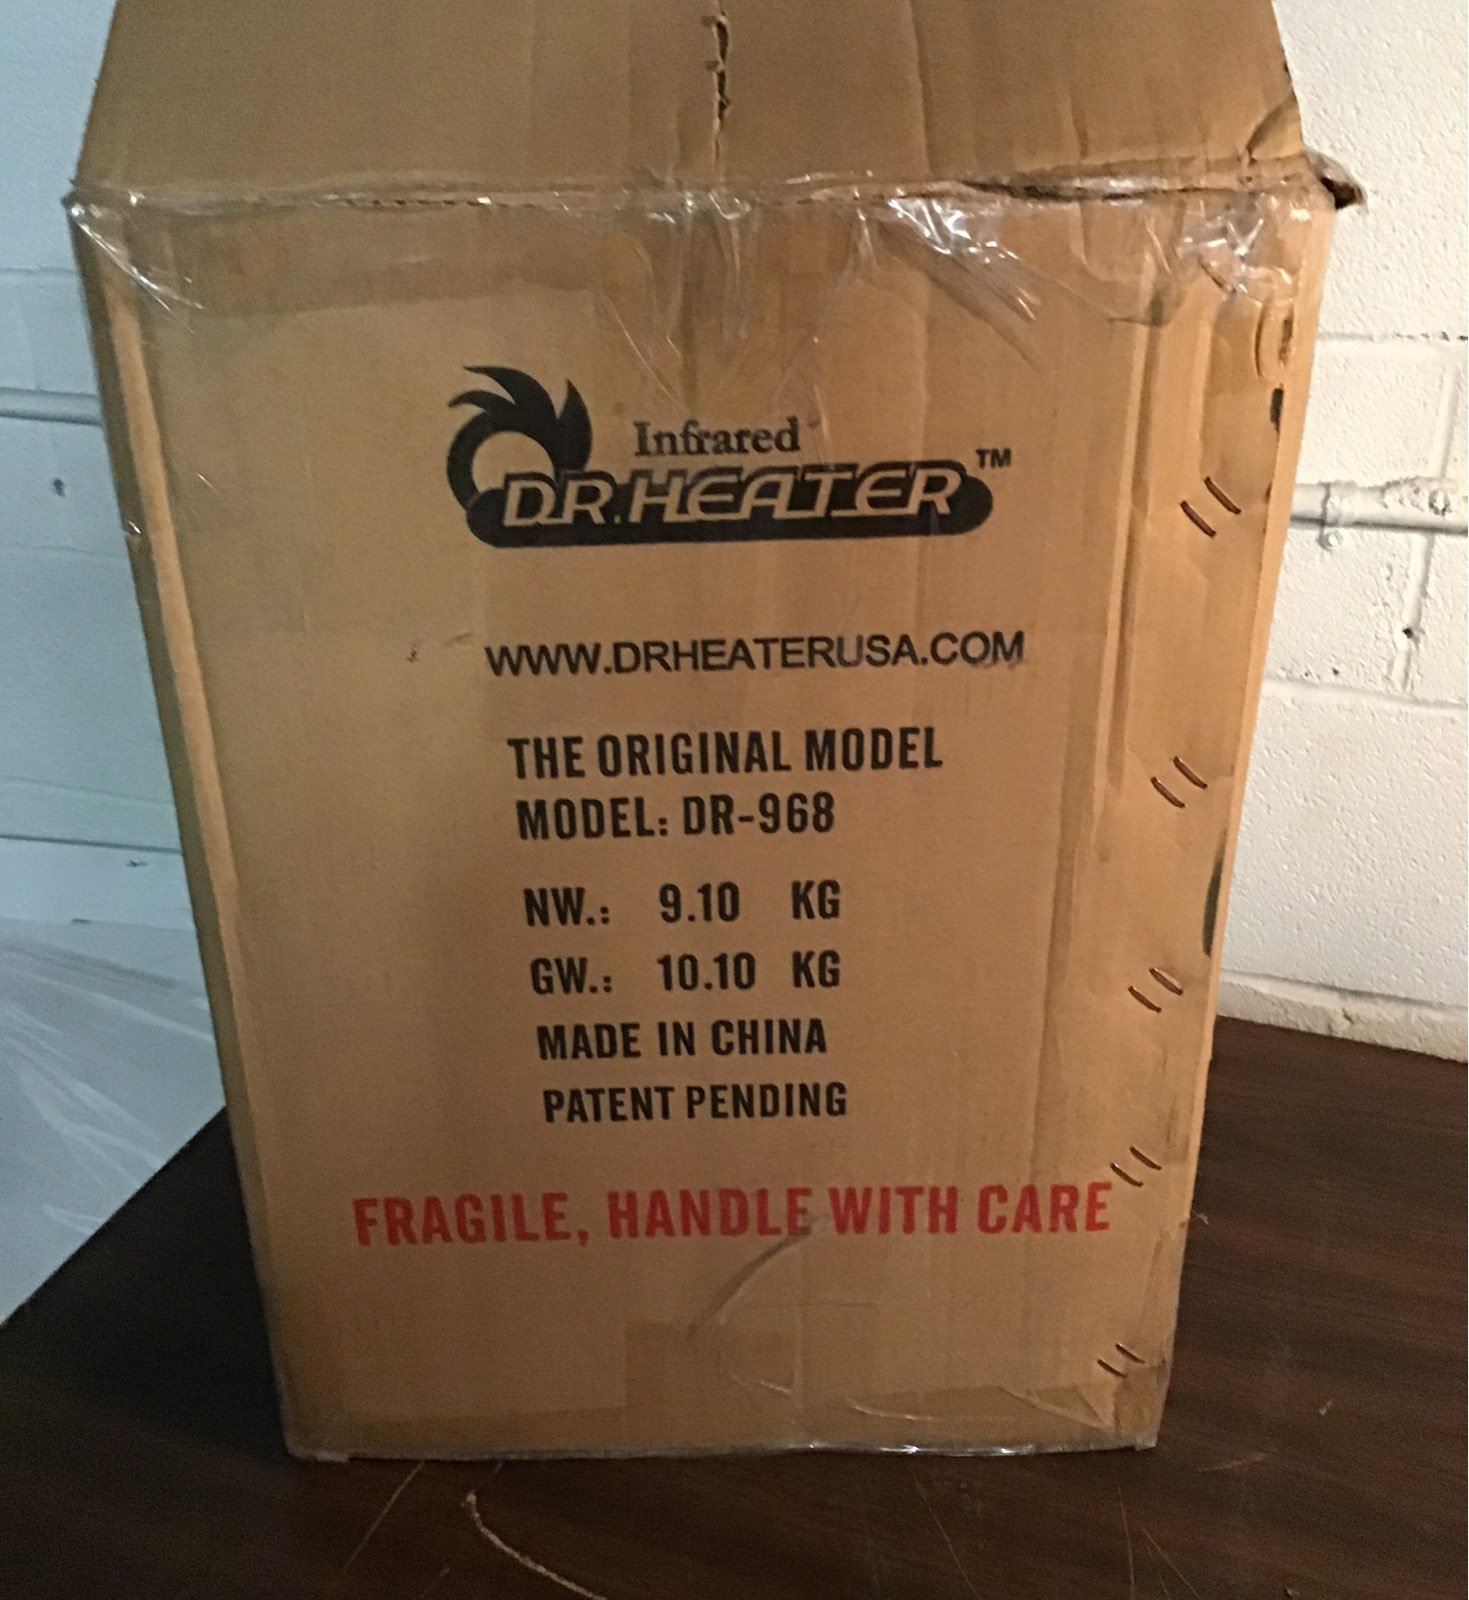 Infrared
DR.HEATER™
WWW.DRHEATERUSA.COM
THE ORIGINAL MODEL
MODEL: DR-968
NW.: 9.10 KG
GW.: 10.10 KG
MADE IN CHINA
PATENT PENDING
FRAGILE, HANDLE WITH CARE